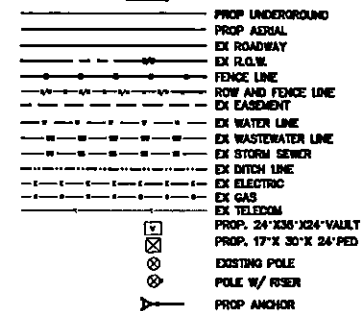 PROP UNDERGROUND
PROP AERIAL
EX ROADWAY
EX R.O.W.
FENCE LINE
ROW AND FENCE LINE
EX EASEMENT
EX WATER LINE
EX WASTEWATER LINE
EX STORM SEWER
EX DITCH LINE
EX ELECTRIC
EX GAS
EX TELECOM
PROP. 24"X36"X24"VAULT
PROP. 17"X 30"X 24"PED
EXISTING POLE
POLE W/ RISER
PROP ANCHOR